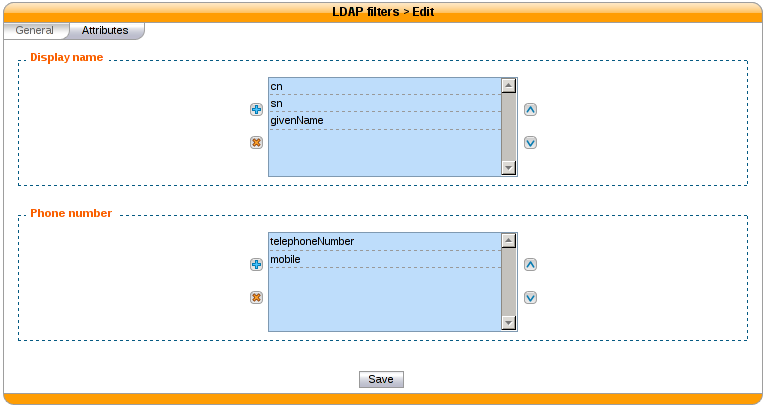 LDAP filters > Edit
General
Attributes
Display name
cn
sn
givenName
Phone number
telephoneNumber
mobile
Save